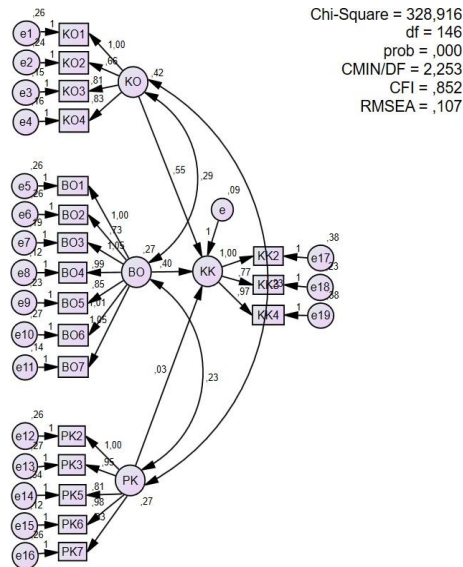 Chi-Square = 328,916
df = 146
prob = ,000
CMIN/DF = 2,253
CFI = ,852
RMSEA = ,107
,26
e1 1 KO1
,24
e2 1 KO2
,15
e3 1 KO3
,16
e4 1 KO4
1,00
,66
,81
,83
KO
,42
,55
,29
,09
e
1
,26
e5 1 BO1
,26
e6 1 BO2
,19
e7 1 BO3
,12
e8 1 BO4
,23
e9 1 BO5
,27
e10 1 BO6
,14
e11 1 BO7
1,00
,73
1,05
,99
,85
1,01
1,05
,27
BO
,40
KK
1,00
,77
,97
KK2 1 e17
,38
KK3 1 e18
,23
KK4 1 e19
,38
,23
,03
,23
,26
e12 1 PK2
,27
e13 1 PK3
,34
e14 1 PK5
,12
e15 1 PK6
,26
e16 1 PK7
1,00
,95
,81
,98
PK
,27